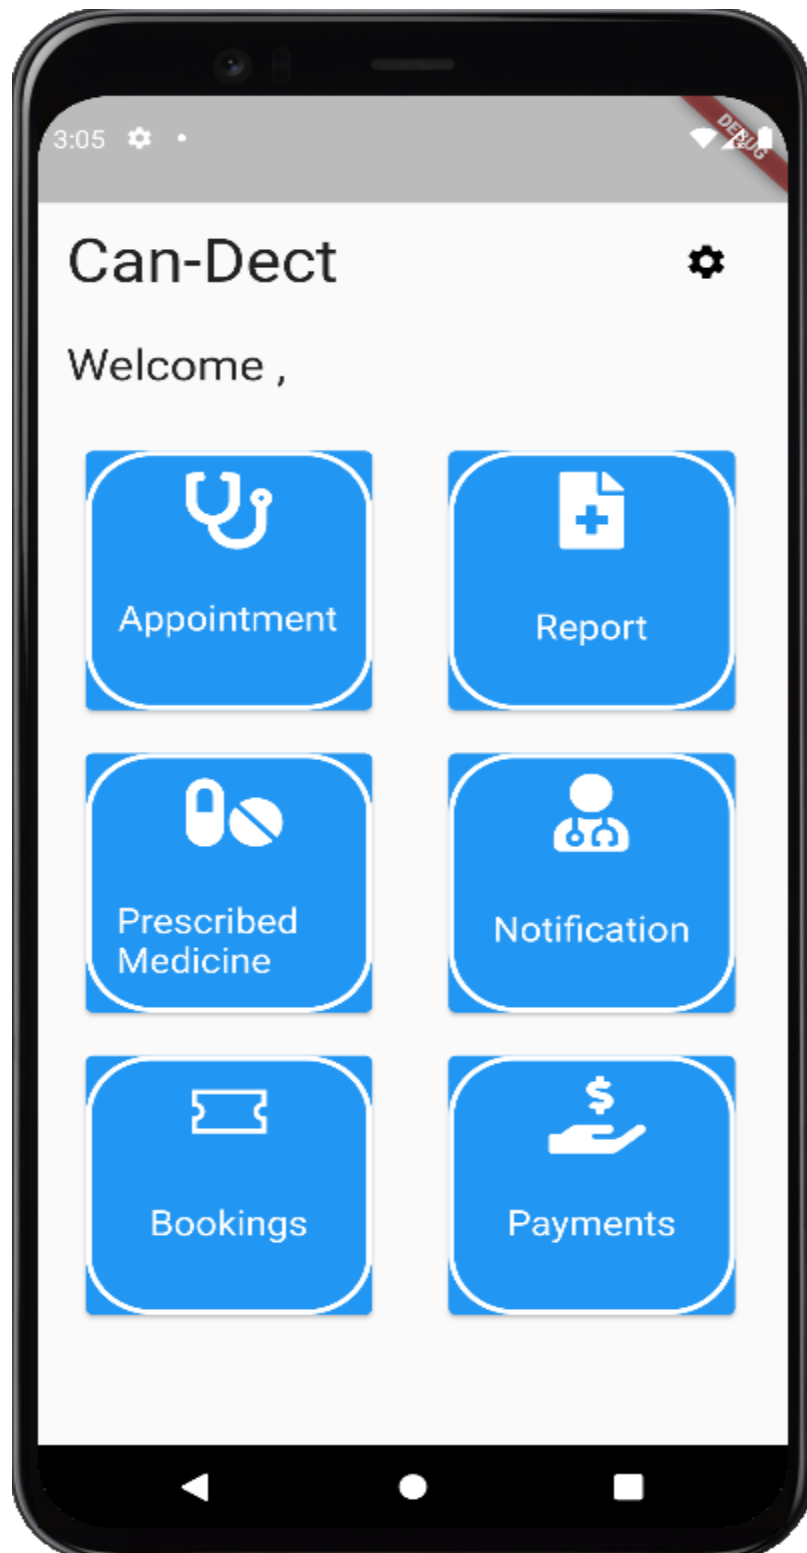 3:05
DEBUG
Can-Dect
Welcome ,
Appointment
Report
Prescribed
Medicine
Notification
Bookings
Payments